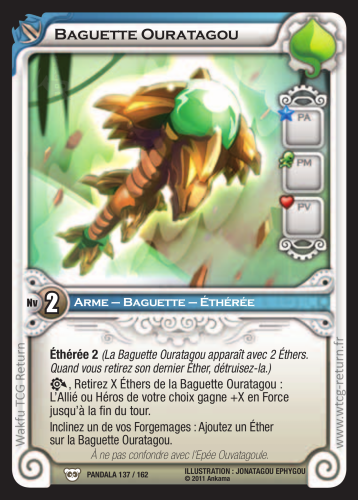 Baguette Ouratagou
PA
PM
PV
Nv 2 Arme – Baguette – Éthérée
Éthérée 2 (La Baguette Ouratagou apparaît avec 2 Éthers.
Quand vous retirez son dernier Éther, détruisez-la.)
, Retirez X Éthers de la Baguette Ouratagou :
L'Allié ou Héros de votre choix gagne +X en Force
jusqu'à la fin du tour.
Inclinez un de vos Forgemages : Ajoutez un Éther
sur la Baguette Ouratagou.
À ne pas confondre avec l'Epée Ouvatagoule.
PANDALA 137 / 162
ILLUSTRATION : JONATAGOU EPHYGOU
© 2011 Ankama
Wakfu TCG Return
www.wtcg-return.fr